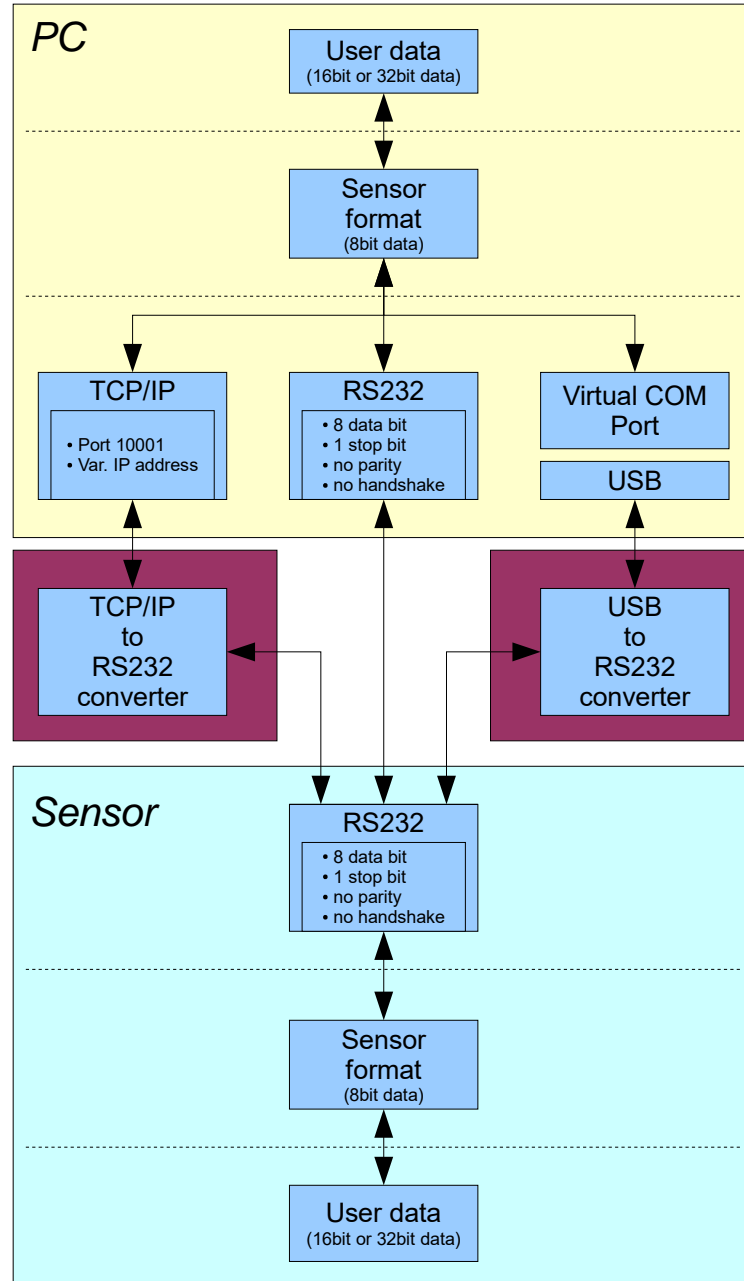 PC
User data
(16bit or 32bit data)
Sensor
format
(8bit data)
TCP/IP
• Port 10001
• Var. IP address
RS232
• 8 data bit
• 1 stop bit
• no parity
• no handshake
Virtual COM
Port
USB
TCP/IP
to
RS232
converter
USB
to
RS232
converter
Sensor
RS232
• 8 data bit
• 1 stop bit
• no parity
• no handshake
Sensor
format
(8bit data)
User data
(16bit or 32bit data)